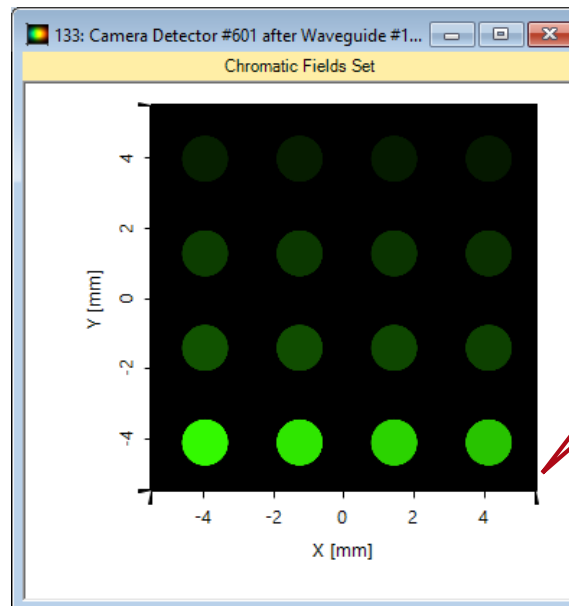 133: Camera Detector #601 after Waveguide #1...
Chromatic Fields Set
4
2
0
-2
-4
Y [mm]
-4 -2 0 2 4
X [mm]